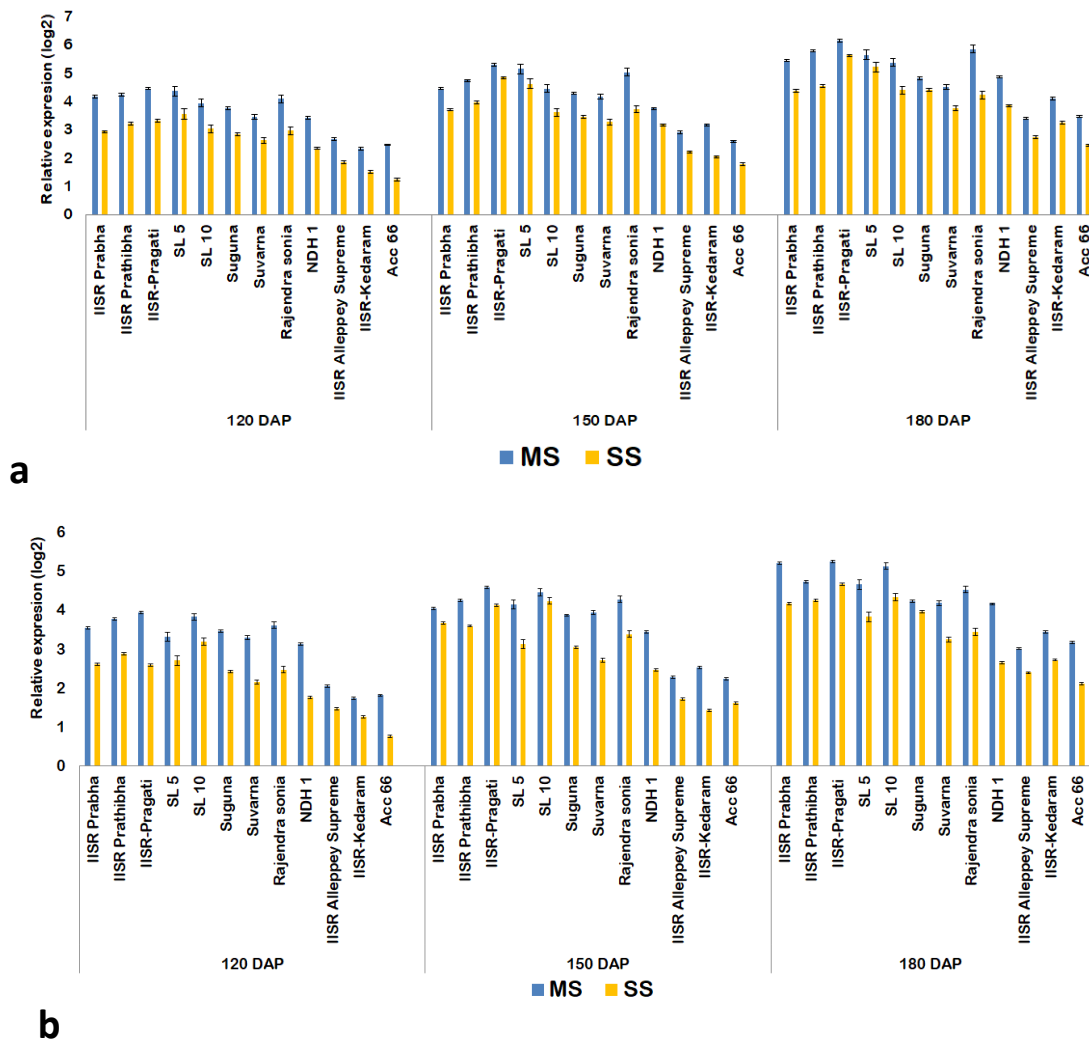 Relative expression (log2)
7
6
5
4
3
2
1
0
IISR Prabha
IISR Prathibha
IISR-Pragati
SL 5
SL 10
Suguna
Suvarna
Rajendra sonia
NDH 1
IISR Alleppey Supreme
IISR-Kedaram
Acc 66
IISR Prabha
IISR Prathibha
IISR-Pragati
SL 5
SL 10
Suguna
Suvarna
Rajendra sonia
NDH 1
IISR Alleppey Supreme
IISR-Kedaram
Acc 66
IISR Prabha
IISR Prathibha
IISR-Pragati
SL 5
SL 10
Suguna
Suvarna
Rajendra sonia
NDH 1
IISR Alleppey Supreme
IISR-Kedaram
Acc 66
120 DAP
150 DAP
180 DAP
MS SS
a
Relative expresion (log2)
6
5
4
3
2
1
0
IISR Prabha
IISR Prathibha
IISR-Pragati
SL 5
SL 10
Suguna
Suvarna
Rajendra sonia
NDH 1
IISR Alleppey Supreme
IISR-Kedaram
Acc 66
IISR Prabha
IISR Prathibha
IISR-Pragati
SL 5
SL 10
Suguna
Suvarna
Rajendra sonia
NDH 1
IISR Alleppey Supreme
IISR-Kedaram
Acc 66
IISR Prabha
IISR Prathibha
IISR-Pragati
SL 5
SL 10
Suguna
Suvarna
Rajendra sonia
NDH 1
IISR Alleppey Supreme
IISR-Kedaram
Acc 66
120 DAP
150 DAP
180 DAP
MS SS
b